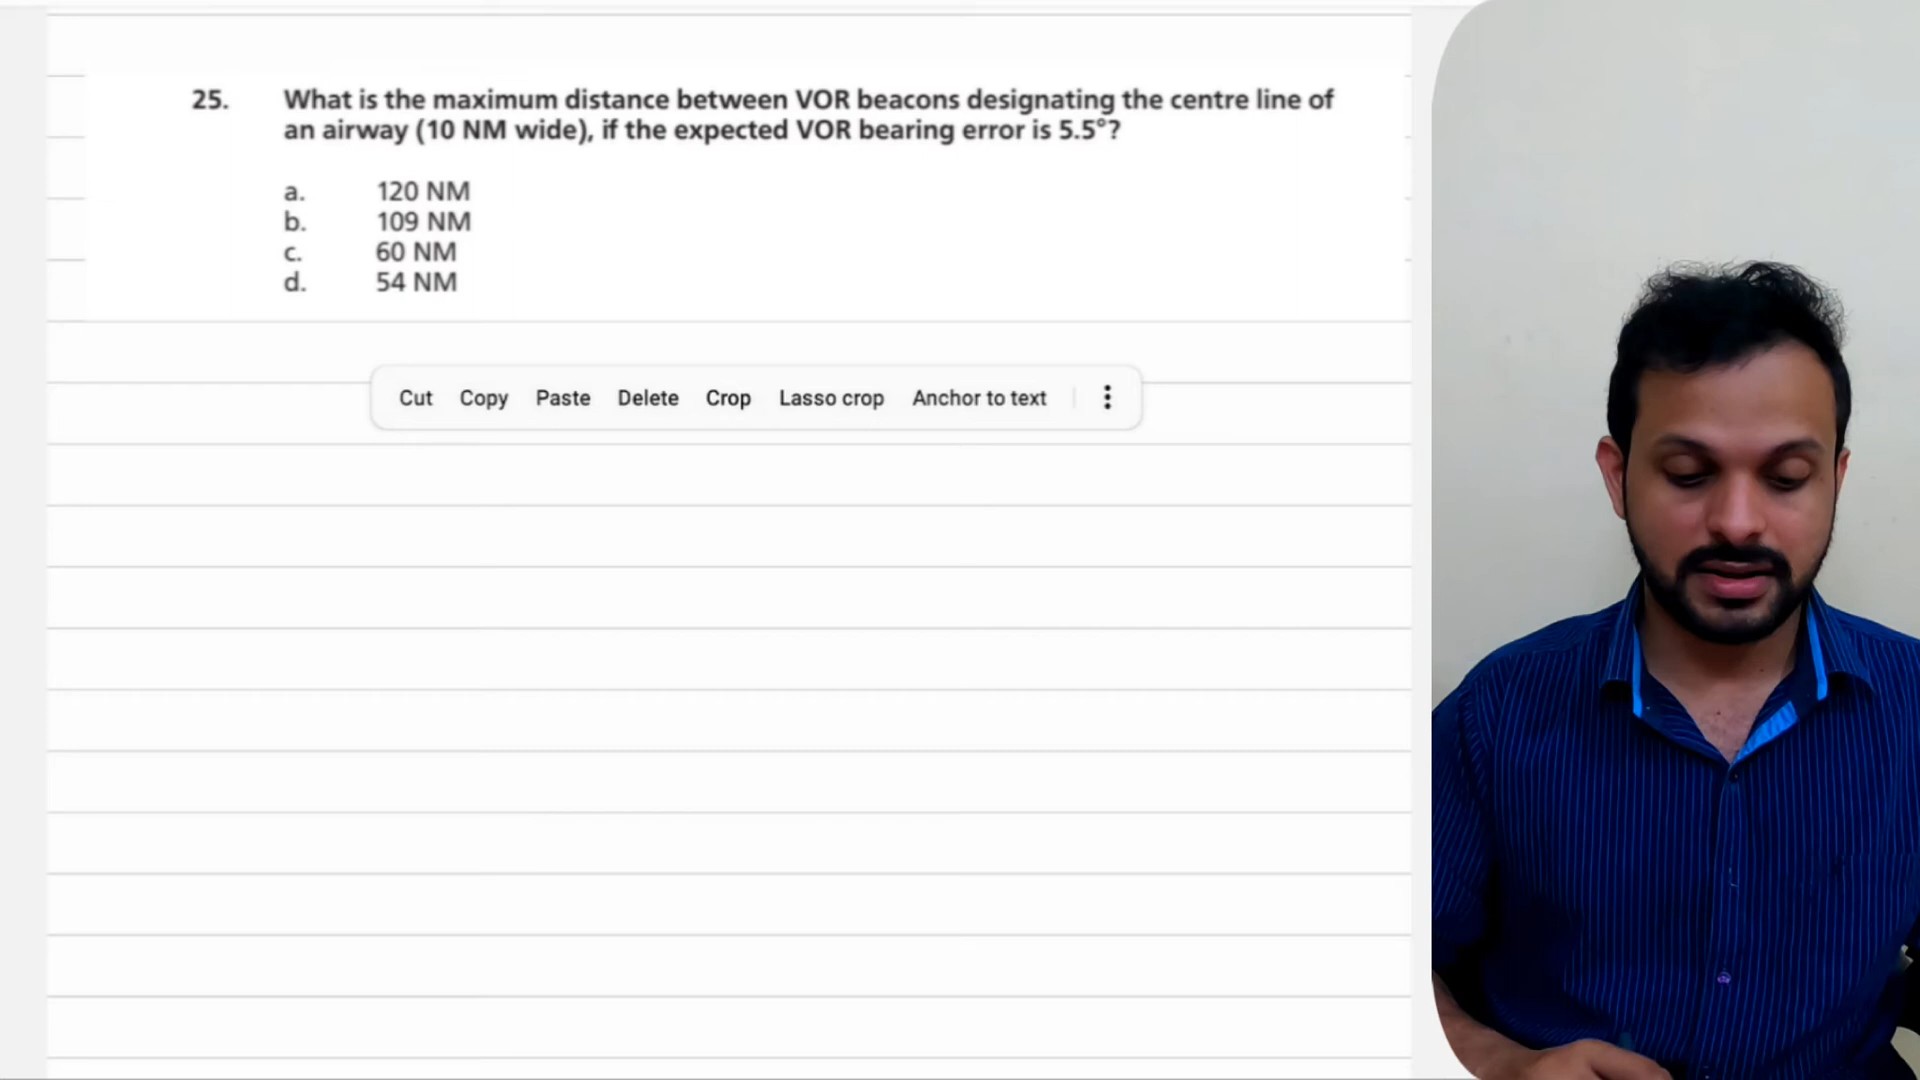 25. What is the maximum distance between VOR beacons designating the centre line of
an airway (10 NM wide), if the expected VOR bearing error is 5.5°?
a. 120 NM
b. 109 NM
c. 60 NM
d. 54 NM
Cut Copy Paste Delete Crop Lasso crop Anchor to text